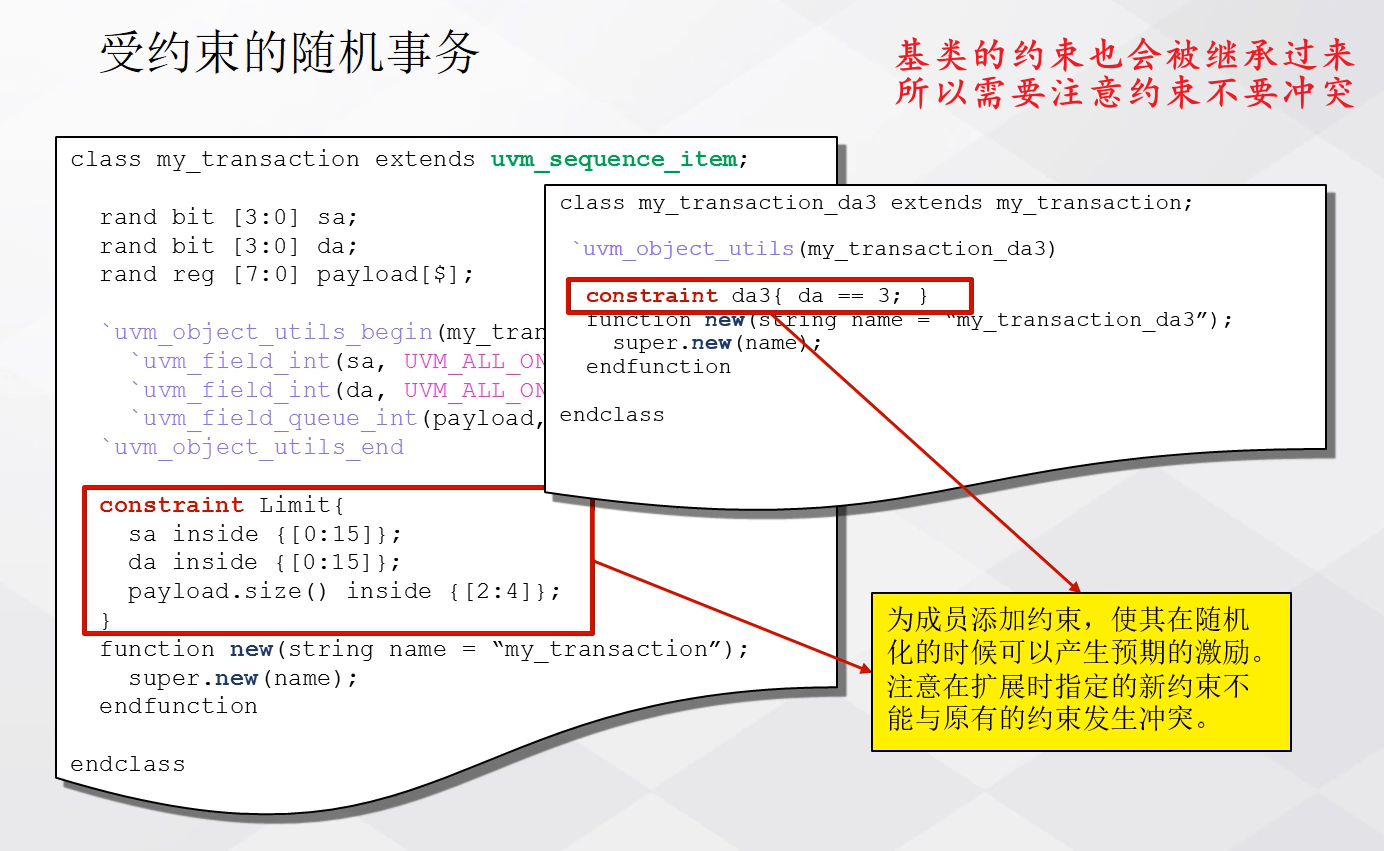 受约束的随机事务
基类的约束也会被继承过来
所以需要注意约束不要冲突
class my_transaction extends uvm_sequence_item;
rand bit [3:0] sa;
rand bit [3:0] da;
rand reg [7:0] payload[$];
`uvm_object_utils_begin(my_tran
`uvm_field_int(sa, UVM_ALL_ON
`uvm_field_int(da, UVM_ALL_ON
`uvm_field_queue_int(payload,
`uvm_object_utils_end
constraint Limit{
sa inside {[0:15]};
da inside {[0:15]};
payload.size() inside {[2:4]};
}
function new(string name = “my_transaction”);
super.new(name);
endfunction
endclass
class my_transaction_da3 extends my_transaction;
`uvm_object_utils(my_transaction_da3)
constraint da3{ da == 3; }
function new(string name = “my_transaction_da3”);
super.new(name);
endfunction
endclass
为成员添加约束，使其在随机
化的时候可以产生预期的激励。
注意在扩展时指定的新约束不
能与原有的约束发生冲突。